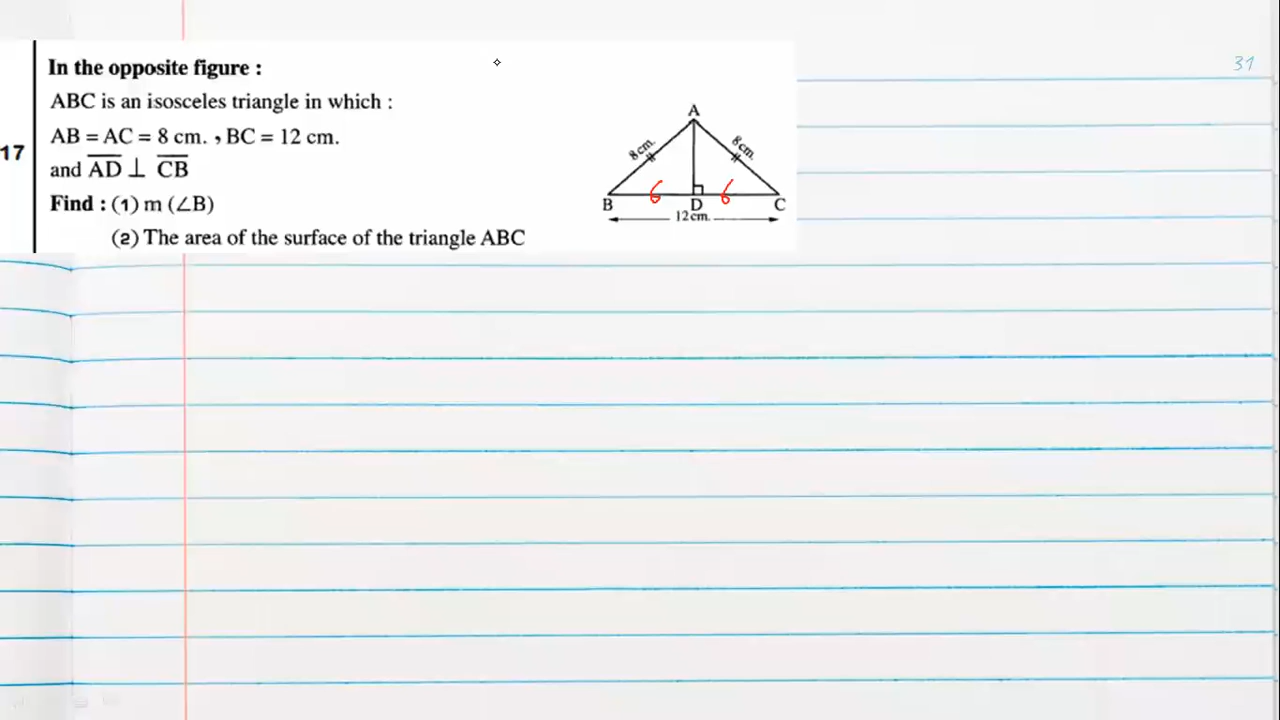 31
In the opposite figure :
ABC is an isosceles triangle in which :
AB = AC = 8 cm. , BC = 12 cm.
17
and AD ⊥ CB
Find : (1) m (∠B)
(2) The area of the surface of the triangle ABC
A
8 cm.
8 cm.
6
6
B
D
C
12 cm.